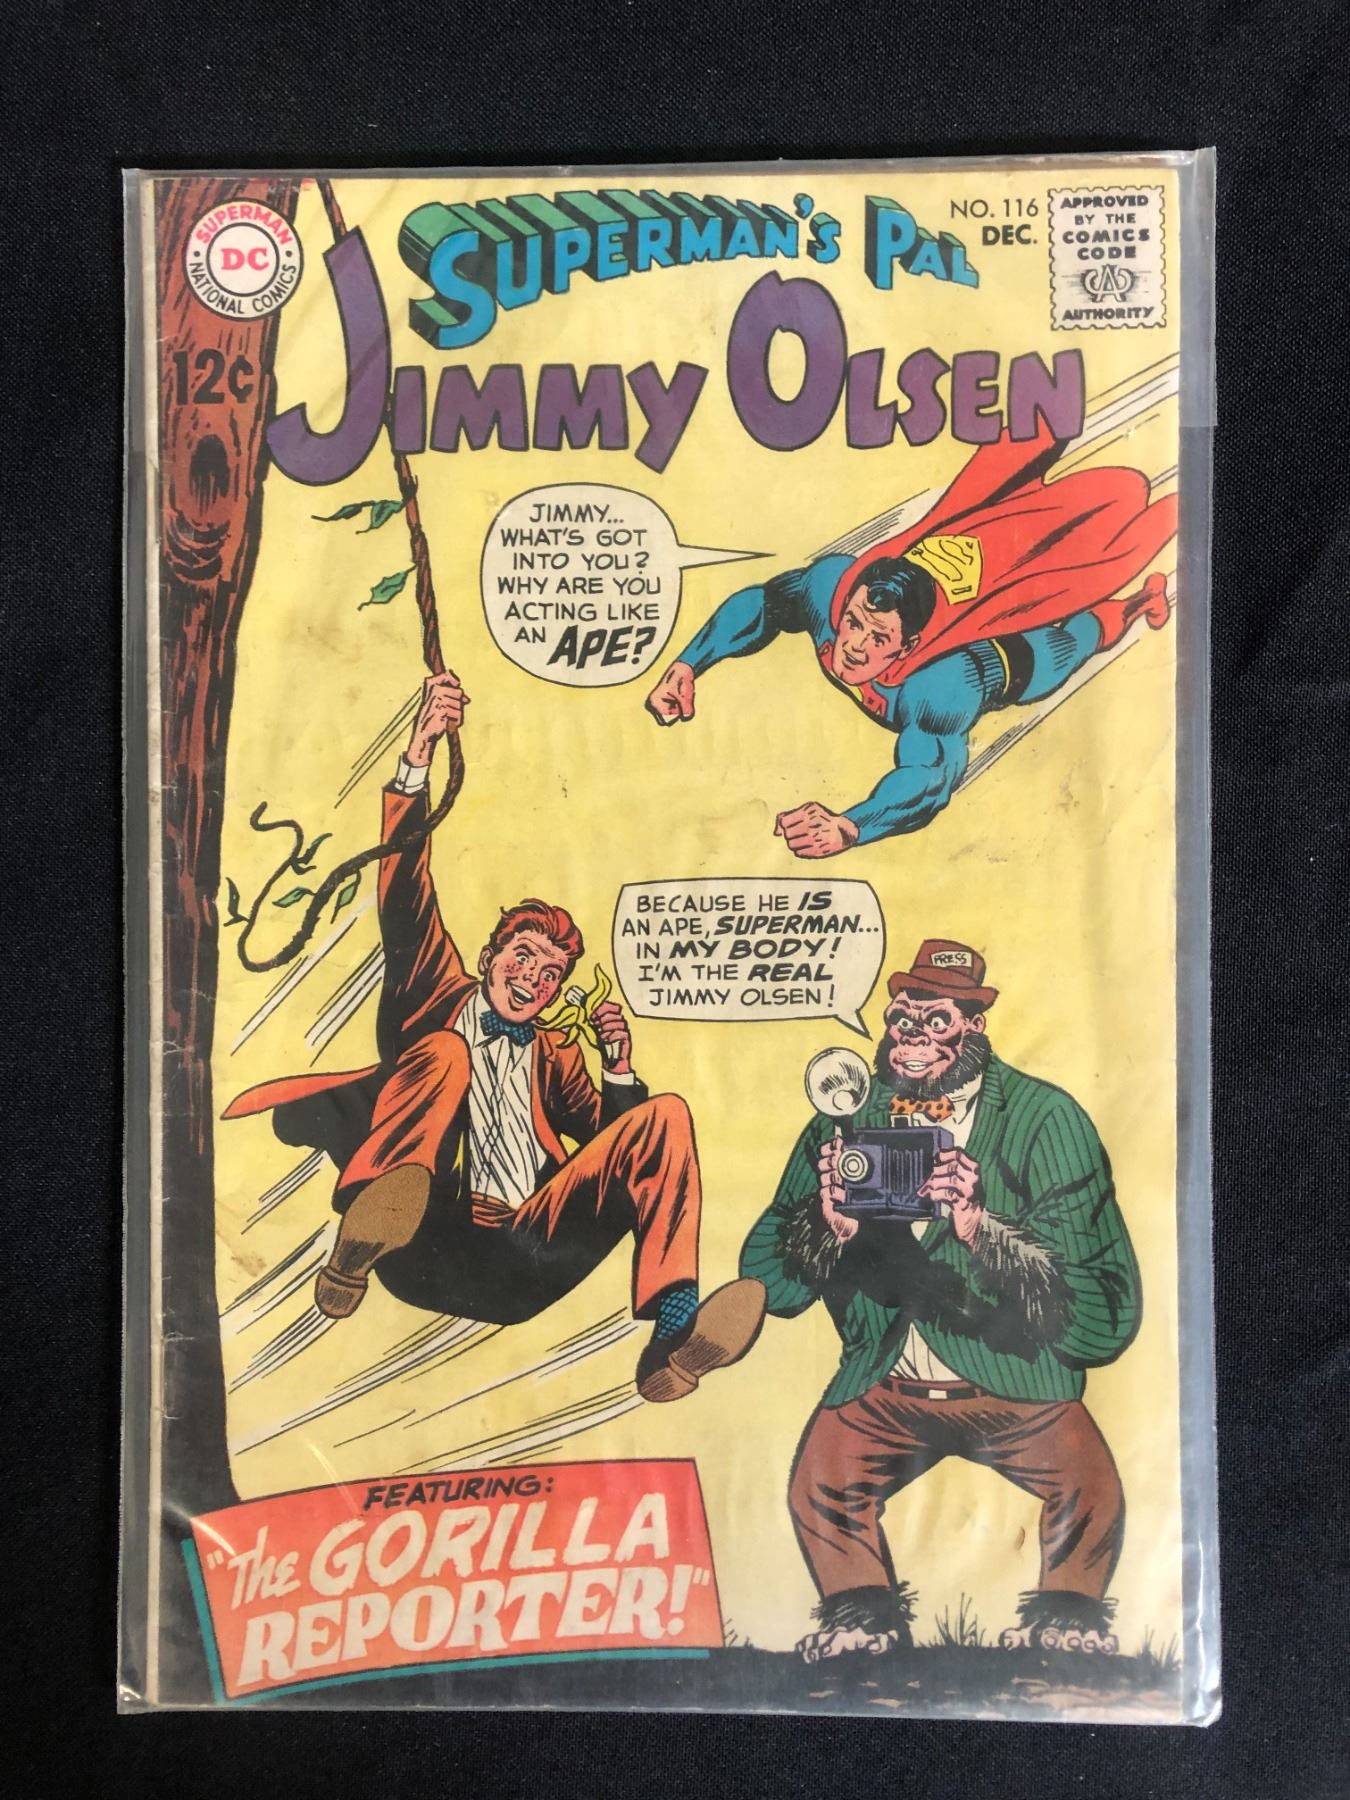 SUPERMAN
DC
NATIONAL COMICS
12¢
SUPERMAN'S PAL
JIMMY OLSEN
NO. 116
DEC.
APPROVED
BY THE
COMICS
CODE
CA
AUTHORITY
JIMMY...
WHAT'S GOT
INTO YOU?
WHY ARE YOU
ACTING LIKE
AN APE?
BECAUSE HE IS
AN APE, SUPERMAN...
IN MY BODY!
I'M THE REAL
JIMMY OLSEN!
PRESS
FEATURING:
"The GORILLA
REPORTER!"